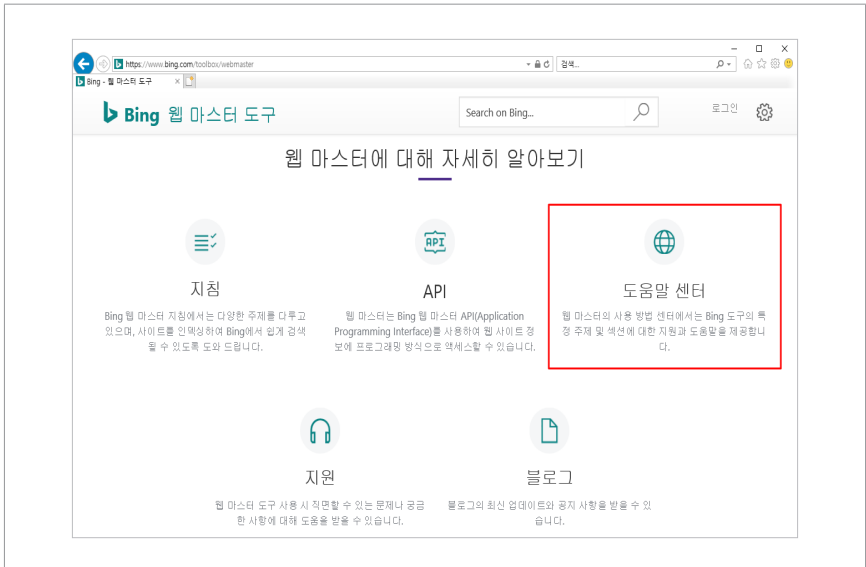 https://www.bing.com/toolbox/webmaster
검색...
Bing - 웹 마스터 도구
Bing 웹 마스터 도구
Search on Bing...
로그인
웹 마스터에 대해 자세히 알아보기
지침
Bing 웹 마스터 지침에서는 다양한 주제를 다루고
있으며, 사이트를 인덱싱하여 Bing에서 쉽게 검색
될 수 있도록 도와 드립니다.
API
API
웹 마스터는 Bing 웹 마스터 API(Application
Programming Interface)를 사용하여 웹 사이트 정
보에 프로그래밍 방식으로 액세스할 수 있습니다.
도움말 센터
웹 마스터의 사용 방법 센터에서는 Bing 도구의 특
정 주제 및 섹션에 대한 지원과 도움말을 제공합니
다.
지원
웹 마스터 도구 사용 시 직면할 수 있는 문제나 궁금
한 사항에 대해 도움을 받을 수 있습니다.
블로그
블로그의 최신 업데이트와 공지 사항을 받을 수 있
습니다.